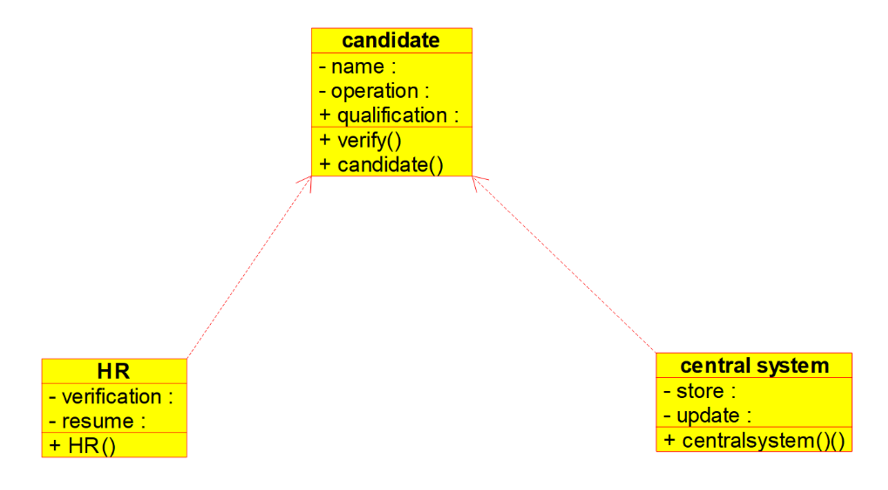 candidate
- name :
- operation :
+ qualification :
+ verify()
+ candidate()
HR
- verification :
- resume :
+ HR()
central system
- store :
- update :
+ centralsystem()()